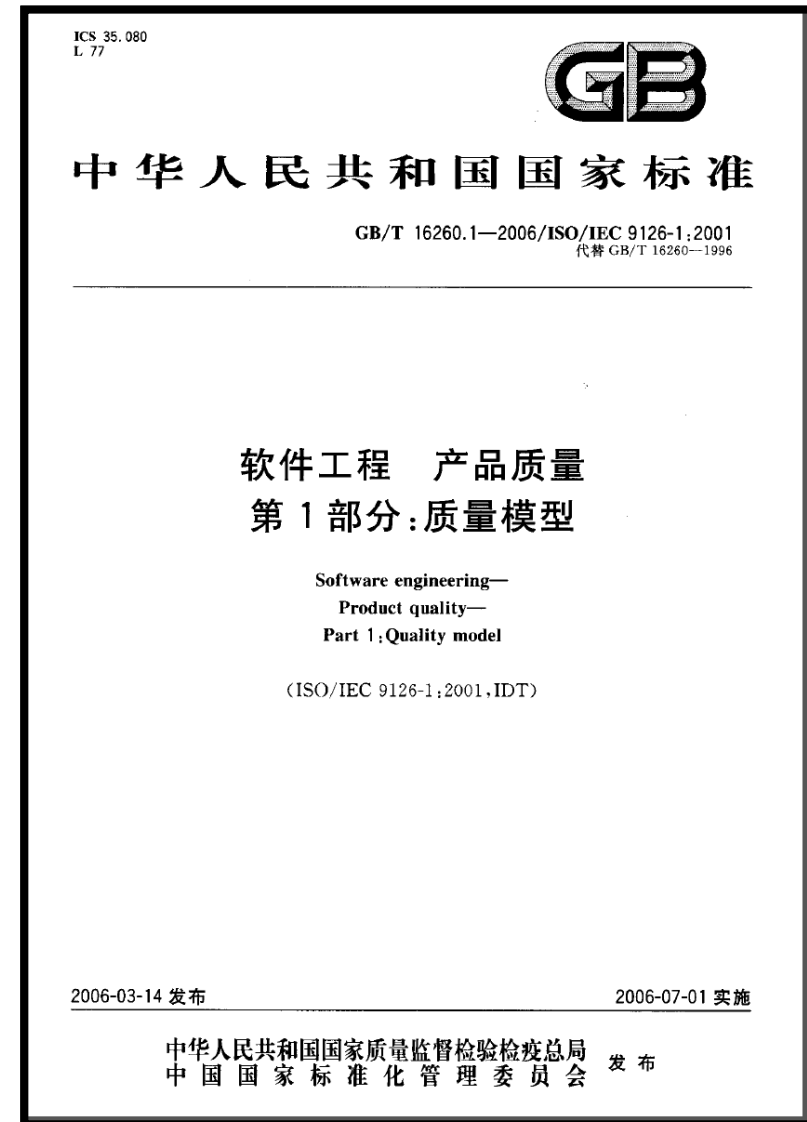 ICS 35.080
L 77
GB
中华人民共和国国家标准
GB/T 16260.1—2006/ISO/IEC 9126-1:2001
代替 GB/T 16260—1996
软件工程 产品质量
第 1 部分:质量模型
Software engineering—
Product quality—
Part 1:Quality model
(ISO/IEC 9126-1:2001,IDT)
2006-03-14 发布
2006-07-01 实施
中华人民共和国国家质量监督检验检疫总局
中国国家标准化管理委员会
发布